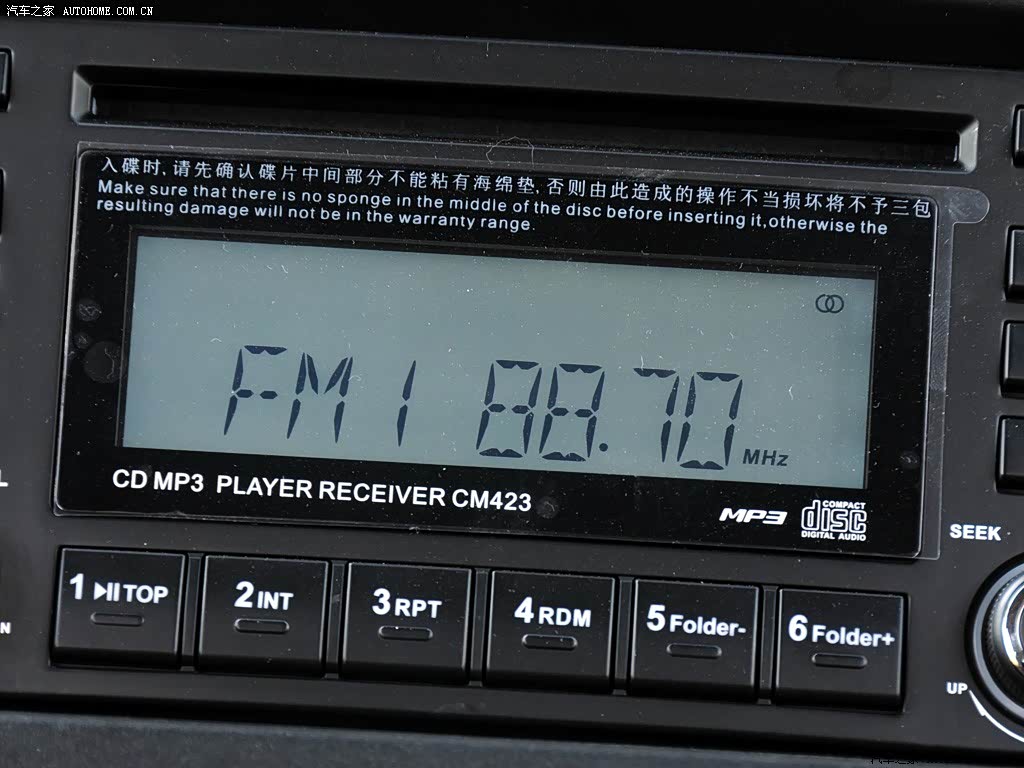 汽车之家 AUTOHOME.COM.CN
入碟时,请先确认碟片中间部分不能粘有海绵垫,否则由此造成的操作不当损坏将不予三包
Make sure that there is no sponge in the middle of the disc before inserting it,otherwise the
resulting damage will not be in the warranty range.
FM1 88.70 MHz
CD MP3 PLAYER RECEIVER CM423
MP3 COMPACT disc DIGITAL AUDIO
SEEK
1 TOP
2 INT
3 RPT
4 RDM
5 Folder-
6 Folder+
UP